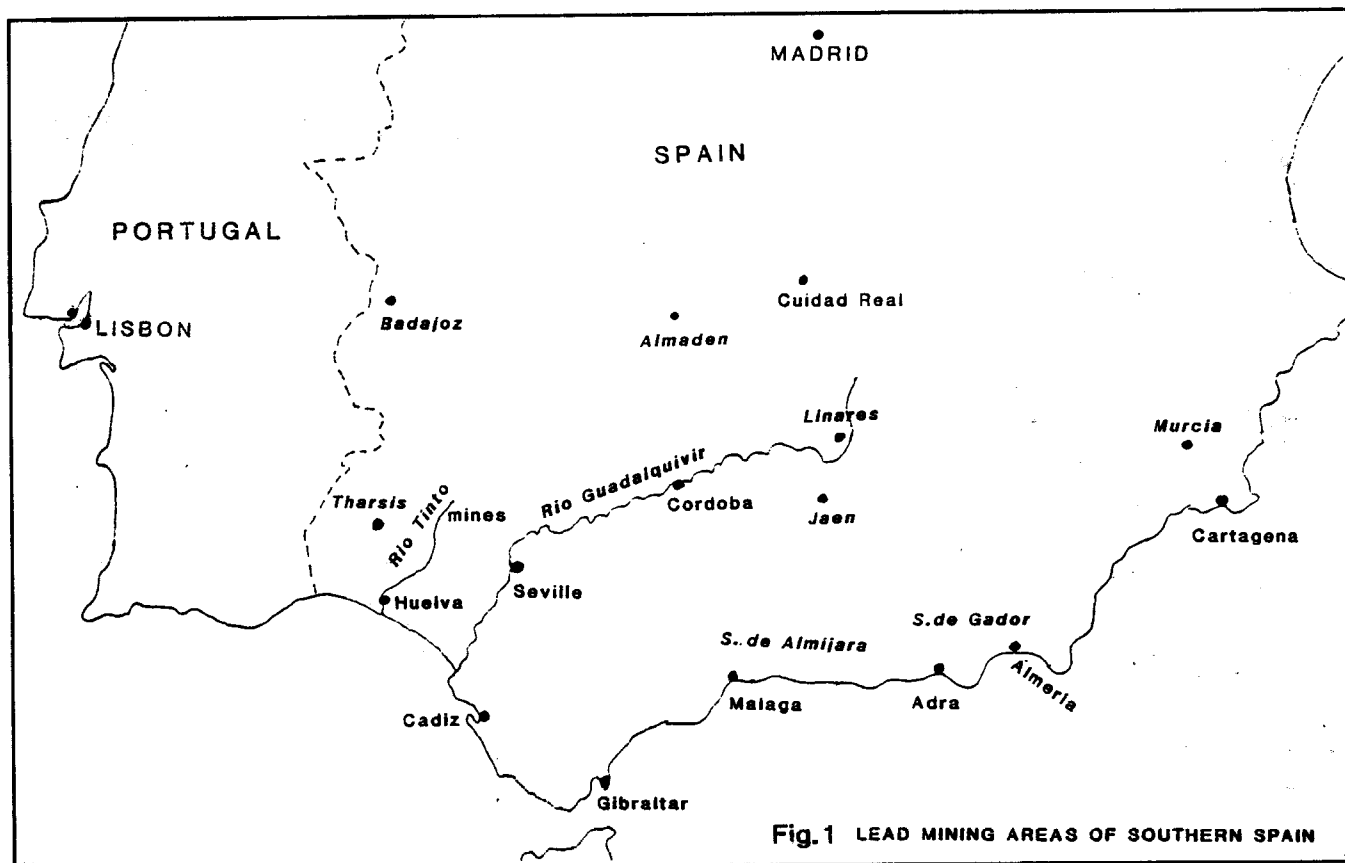 MADRID
SPAIN
PORTUGAL
Cuidad Real
Badajoz
Almaden
LISBON
Linares
Murcia
Rio Guadalquivir
Tharsis
Rio Tinto
mines
Cordoba
Jaen
Cartagena
Seville
Huelva
S. de Gador
S. de Almijara
Almeria
Malaga
Adra
Cadiz
Gibraltar
Fig.1 LEAD MINING AREAS OF SOUTHERN SPAIN